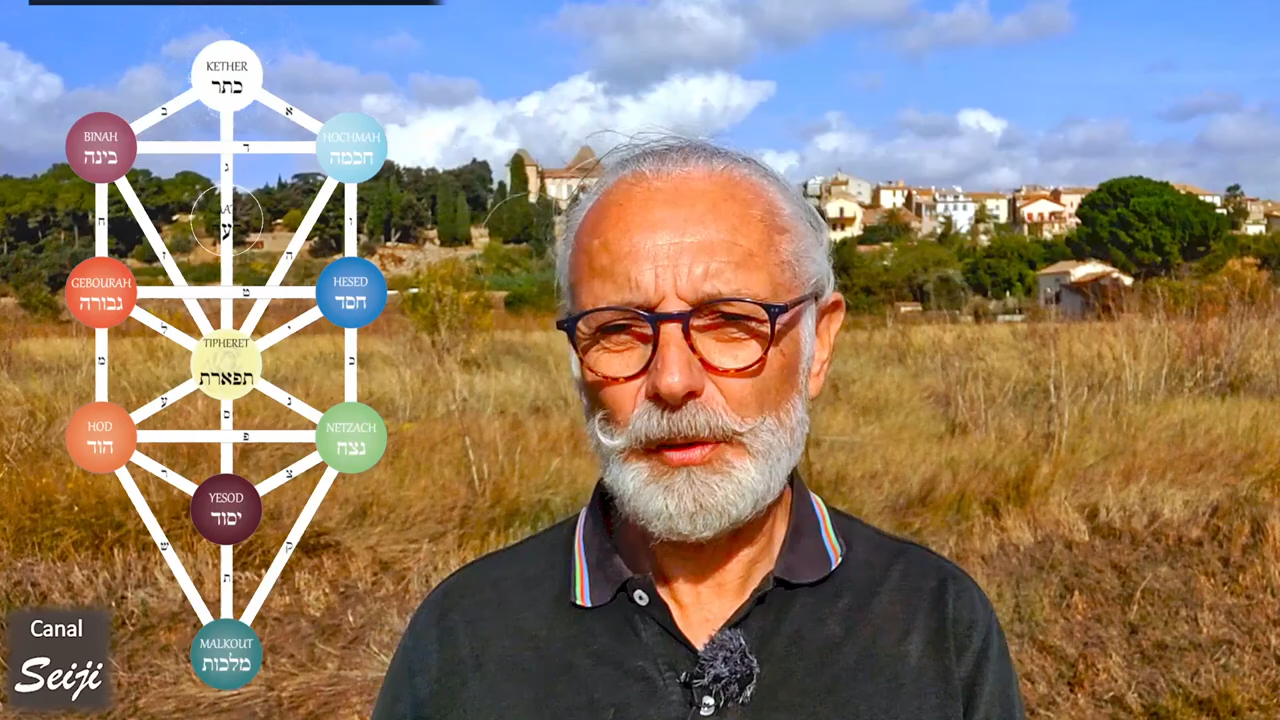 KETHER
כתר
ב
א
BINAH
בינה
HOCHMAH
חכמה
ד
ג
ח
ו
ע
ז
ה
GEBOURAH
גבורה
HESED
חסד
ט
ל
י
TIPHERET
תפארת
מ
כ
ע
ס
נ
HOD
הוד
פ
NETZACH
נצח
ר
צ
YESOD
יסוד
ש
ק
ת
MALKOUT
מלכות
Canal
Seiji